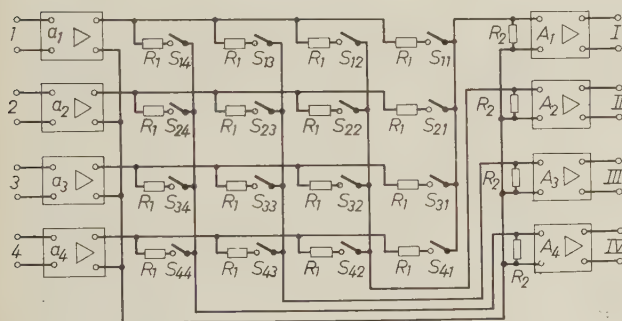 1 a1 R2 A1 I
R1 S14 R1 S13 R1 S12 R1 S11
2 a2 R2 A2 II
R1 S24 R1 S23 R1 S22 R1 S21
3 a3 R2 A3 III
R1 S34 R1 S33 R1 S32 R1 S31
4 a4 A4 IV
R1 S44 R1 S43 R1 S42 R1 S41 R2